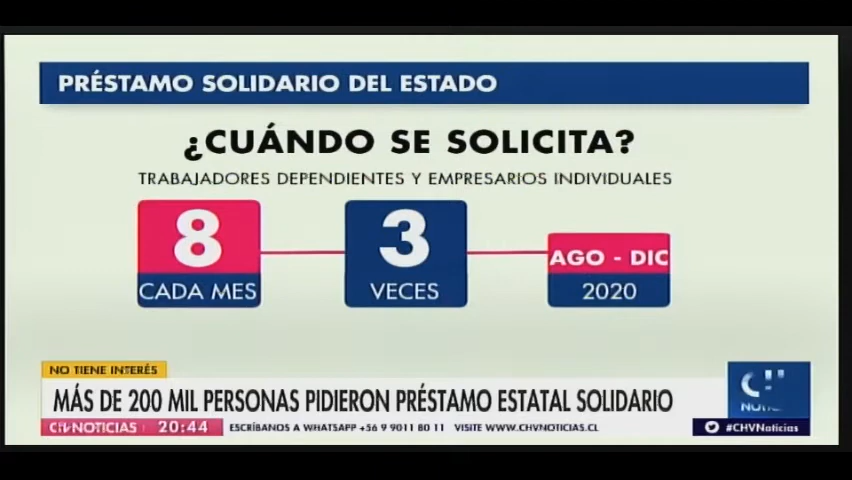 PRÉSTAMO SOLIDARIO DEL ESTADO
¿CUÁNDO SE SOLICITA?
TRABAJADORES DEPENDIENTES Y EMPRESARIOS INDIVIDUALES
8
CADA MES
3
VECES
AGO - DIC
2020
NO TIENE INTERÉS
MÁS DE 200 MIL PERSONAS PIDIERON PRÉSTAMO ESTATAL SOLIDARIO
CHVNOTICIAS 20:44 ESCRÍBANOS A WHATSAPP +56 9 9011 80 11 VISITE WWW.CHVNOTICIAS.CL #CHVNoticias